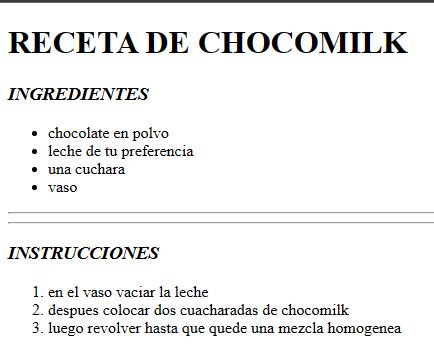 RECETA DE CHOCOMILK
INGREDIENTES
• chocolate en polvo
• leche de tu preferencia
• una cuchara
• vaso
INSTRUCCIONES
1. en el vaso vaciar la leche
2. despues colocar dos cuacharadas de chocomilk
3. luego revolver hasta que quede una mezcla homogenea